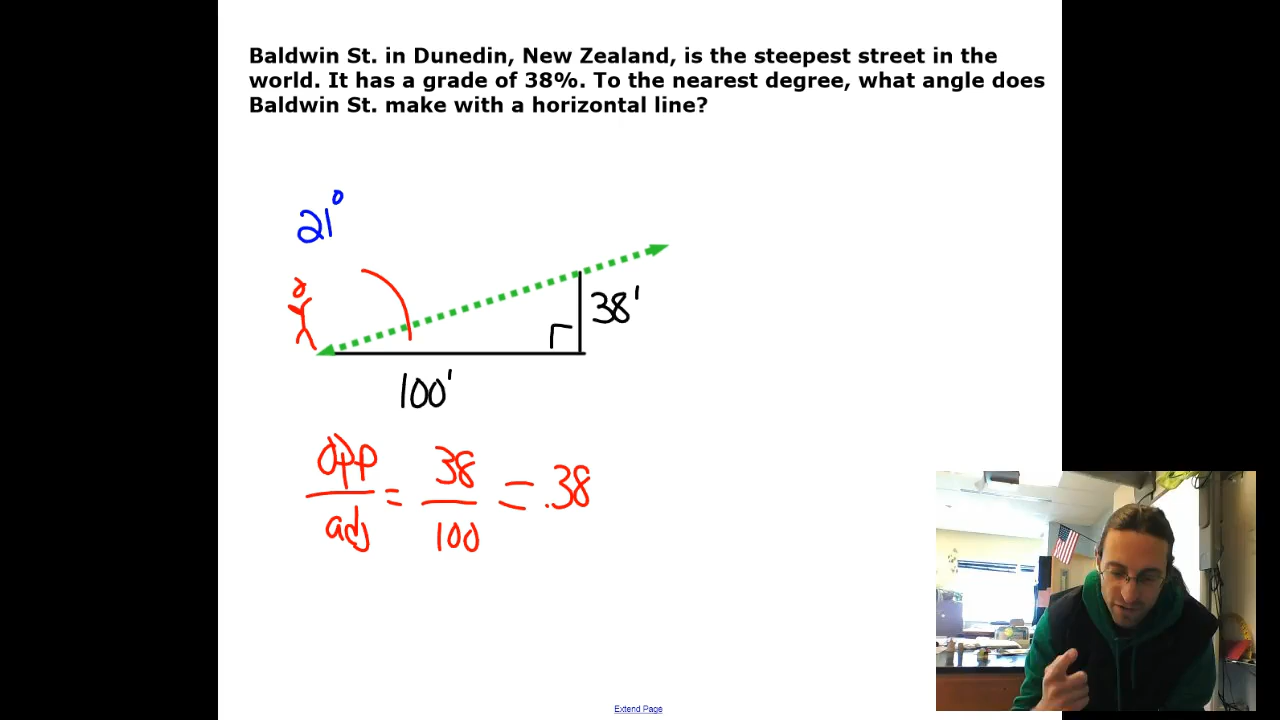 Baldwin St. in Dunedin, New Zealand, is the steepest street in the
world. It has a grade of 38%. To the nearest degree, what angle does
Baldwin St. make with a horizontal line?
21°
38'
100'
opp
adj
=
38
100
= .38
Extend Page